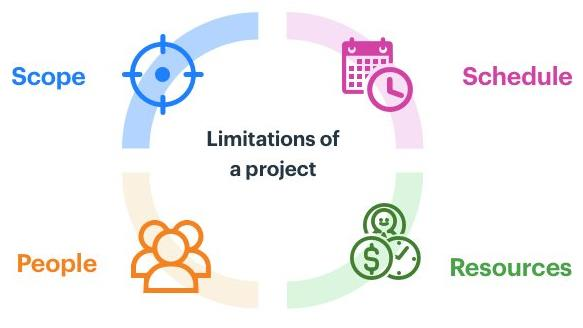 Scope
Schedule
Limitations of
a project
People
Resources
$